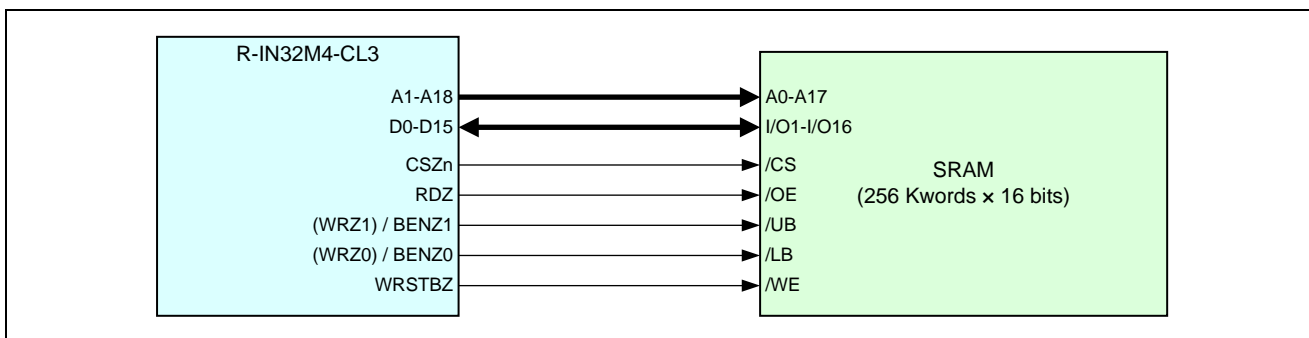 R-IN32M4-CL3
A1-A18
A0-A17
D0-D15
I/O1-I/O16
CSZn
/CS
RDZ
/OE
(WRZ1) / BENZ1
/UB
(WRZ0) / BENZ0
/LB
WRSTBZ
/WE
SRAM
(256 Kwords × 16 bits)